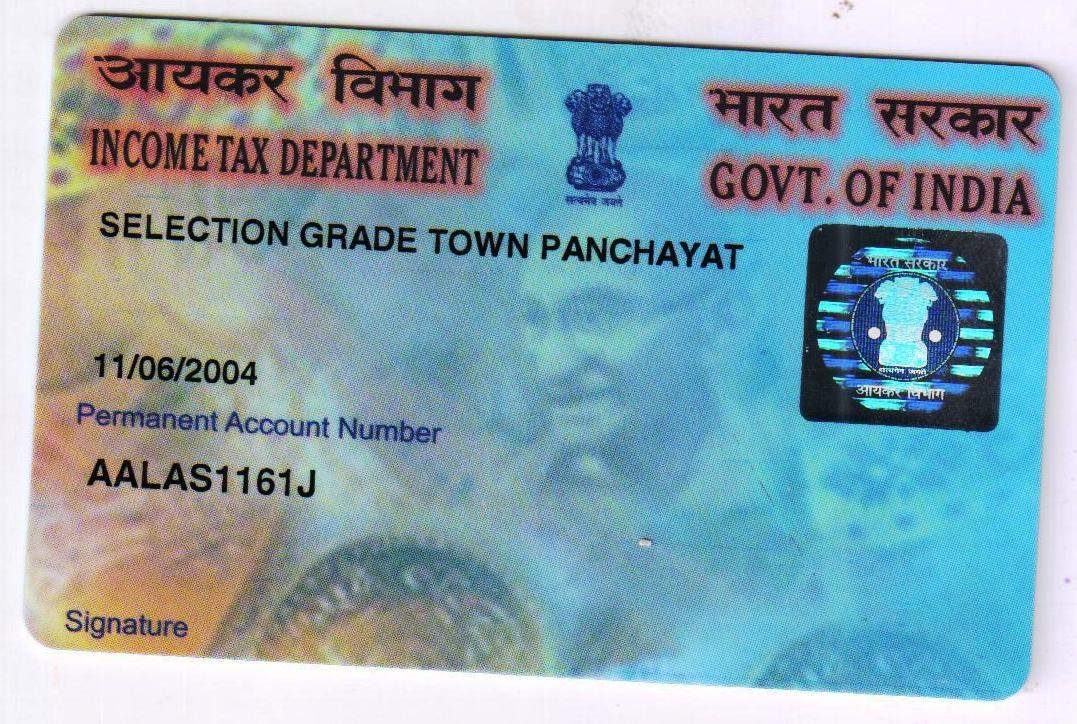 आयकर विभाग
INCOME TAX DEPARTMENT
सत्यमेव जयते
भारत सरकार
GOVT. OF INDIA
SELECTION GRADE TOWN PANCHAYAT
भारत सरकार
सत्यमेव जयते
आयकर विभाग
11/06/2004
Permanent Account Number
AALAS1161J
Signature